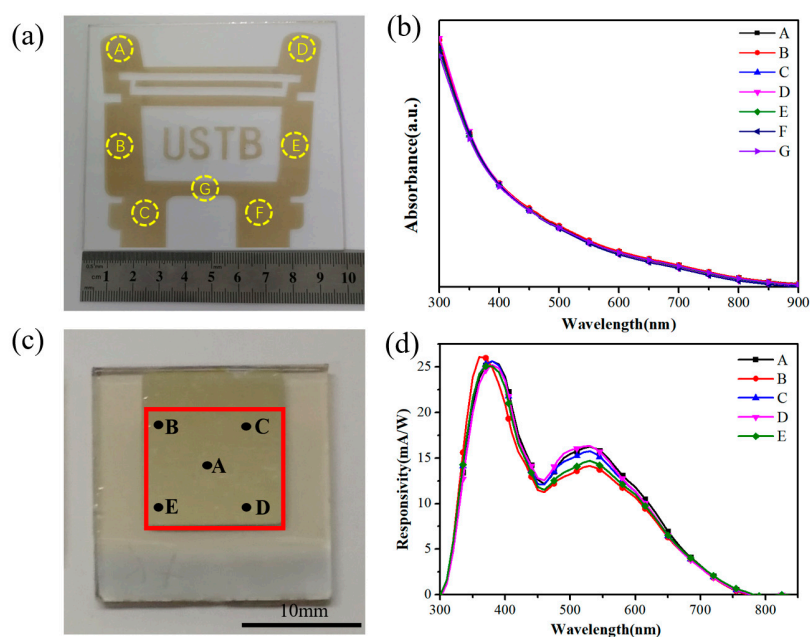 (a)
A
D
USTB
B
E
G
C
F
cm 1 2 3 4 5 6 7 8 9 10
(b)
Absorbance(a.u.)
A
B
C
D
E
F
G
300 400 500 600 700 800 900
Wavelength(nm)
(c)
B
C
A
E
D
10mm
(d)
Responsivity(mA/W)
25
20
15
10
5
0
A
B
C
D
E
300 400 500 600 700 800
Wavelength(nm)